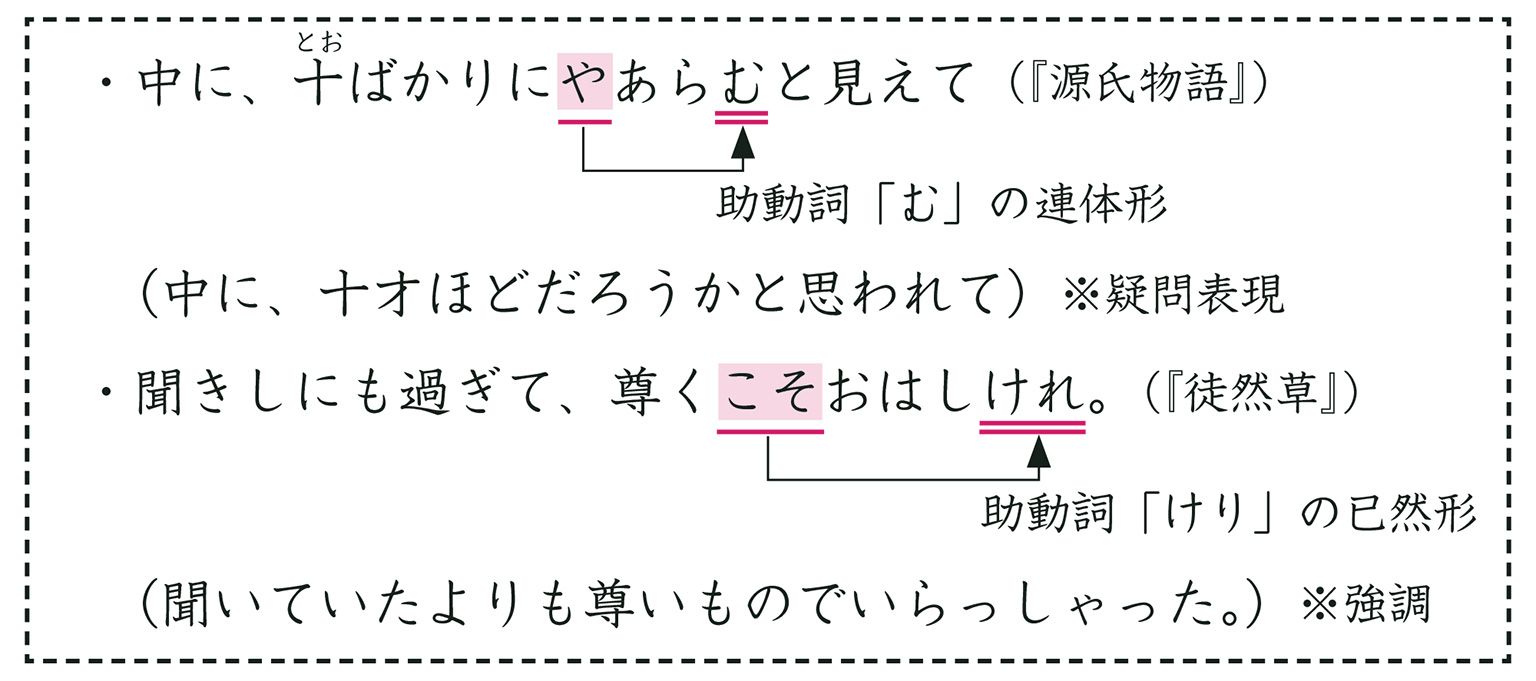 とお
・中に、十ばかりにやあらむと見えて(『源氏物語』)
助動詞「む」の連体形
(中に、十才ほどだろうかと思われて)※疑問表現
・聞きしにも過ぎて、尊くこそおはしけれ。(『徒然草』)
助動詞「けり」の已然形
(聞いていたよりも尊いものでいらっしゃった。)※強調